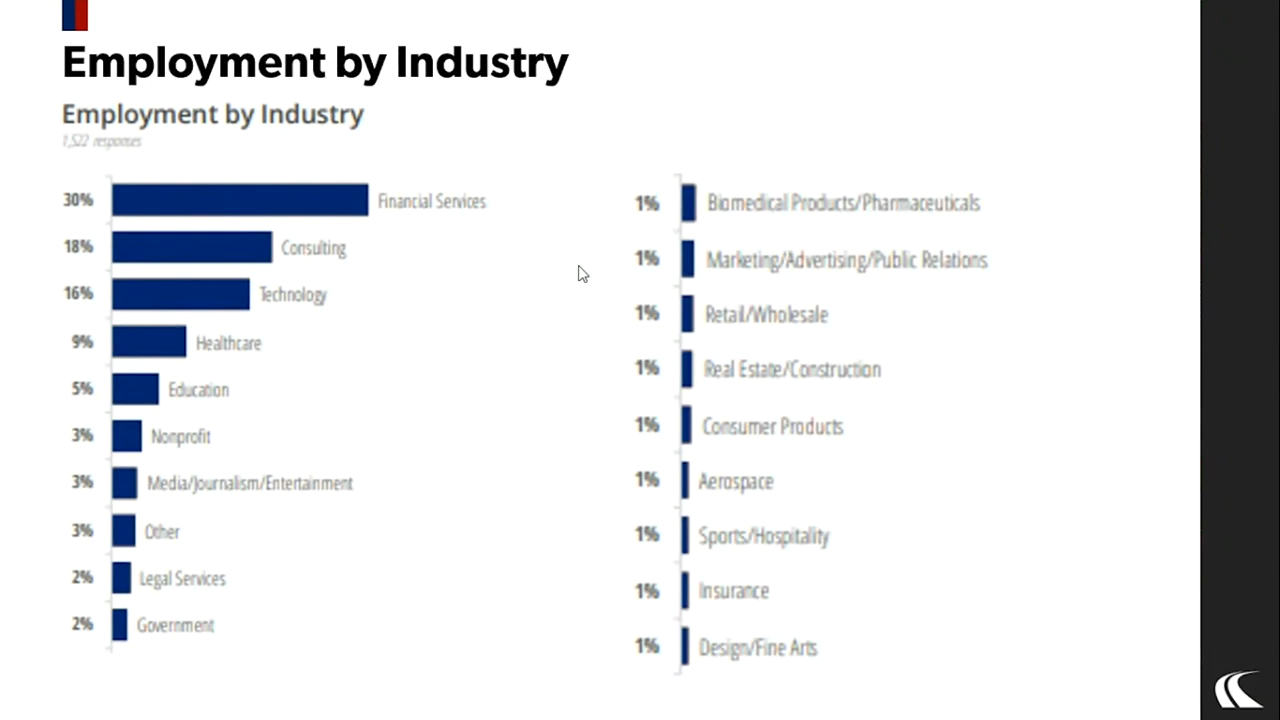 Employment by Industry
Employment by Industry
1,522 responses
30% Financial Services
18% Consulting
16% Technology
9% Healthcare
5% Education
3% Nonprofit
3% Media/Journalism/Entertainment
3% Other
2% Legal Services
2% Government
1% Biomedical Products/Pharmaceuticals
1% Marketing/Advertising/Public Relations
1% Retail/Wholesale
1% Real Estate/Construction
1% Consumer Products
1% Aerospace
1% Sports/Hospitality
1% Insurance
1% Design/Fine Arts